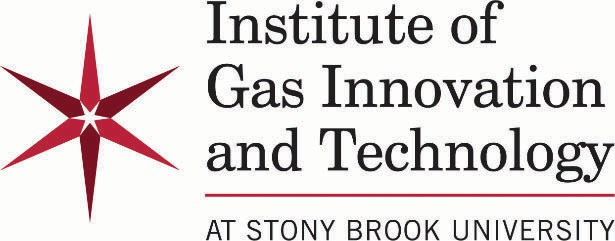 Institute of
Gas Innovation
and Technology
AT STONY BROOK UNIVERSITY